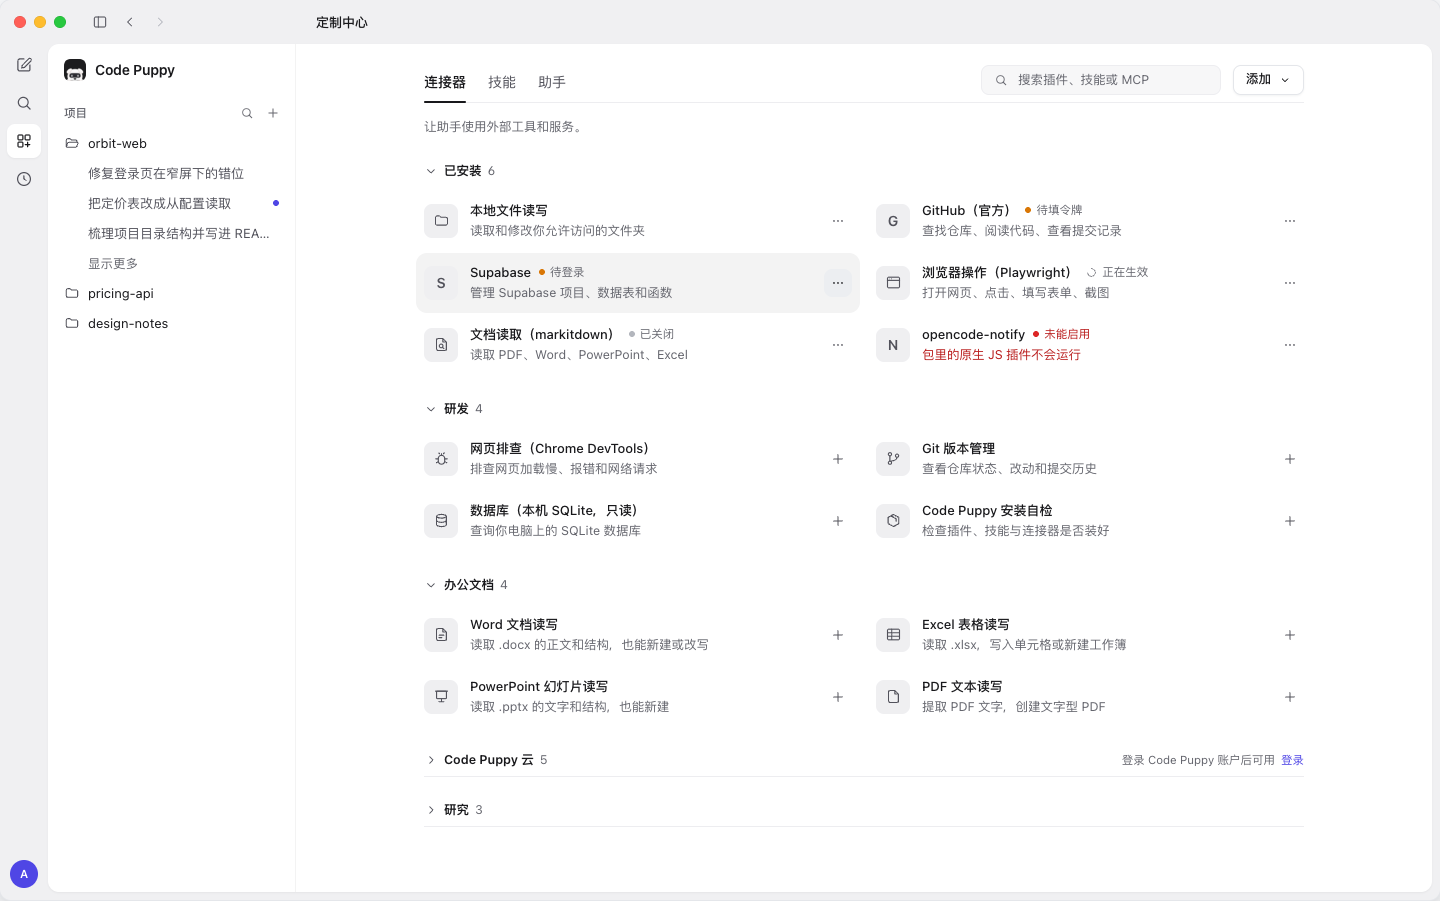 定制中心
Code Puppy
项目
orbit-web
修复登录页在窄屏下的错位
把定价表改成从配置读取
梳理项目目录结构并写进 REA...
显示更多
pricing-api
design-notes
A
连接器 技能 助手
搜索插件、技能或 MCP
添加
让助手使用外部工具和服务。
已安装 6
本地文件读写
读取和修改你允许访问的文件夹
G
GitHub（官方） 待填令牌
查找仓库、阅读代码、查看提交记录
S
Supabase 待登录
管理 Supabase 项目、数据表和函数
浏览器操作（Playwright） 正在生效
打开网页、点击、填写表单、截图
文档读取（markitdown） 已关闭
读取 PDF、Word、PowerPoint、Excel
N
opencode-notify 未能启用
包里的原生 JS 插件不会运行
研发 4
网页排查（Chrome DevTools）
排查网页加载慢、报错和网络请求
Git 版本管理
查看仓库状态、改动和提交历史
数据库（本机 SQLite，只读）
查询你电脑上的 SQLite 数据库
Code Puppy 安装自检
检查插件、技能与连接器是否装好
办公文档 4
Word 文档读写
读取 .docx 的正文和结构，也能新建或改写
Excel 表格读写
读取 .xlsx，写入单元格或新建工作簿
PowerPoint 幻灯片读写
读取 .pptx 的文字和结构，也能新建
PDF 文本读写
提取 PDF 文字，创建文字型 PDF
Code Puppy 云 5
登录 Code Puppy 账户后可用 登录
研究 3